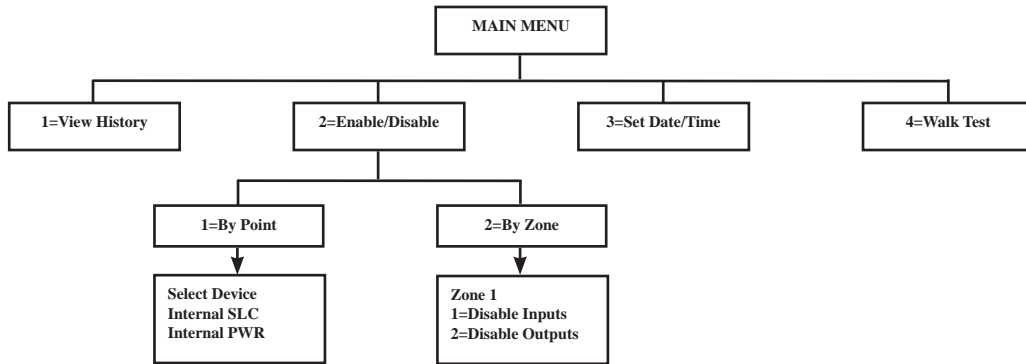 MAIN MENU
1=View History
2=Enable/Disable
3=Set Date/Time
4=Walk Test
1=By Point
2=By Zone
Select Device
Internal SLC
Internal PWR
Zone 1
1=Disable Inputs
2=Disable Outputs